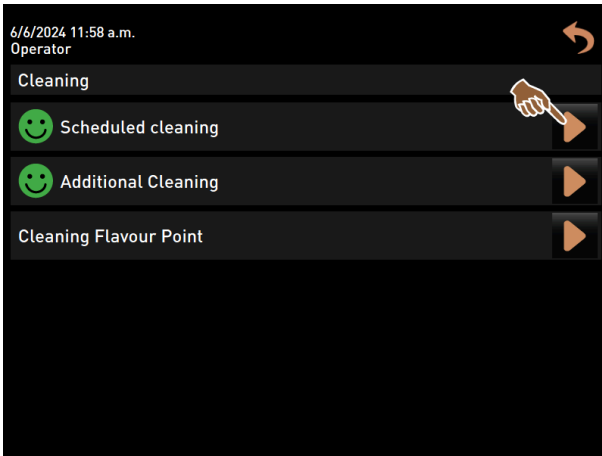 6/6/2024 11:58 a.m.
Operator
Cleaning
Scheduled cleaning
Additional Cleaning
Cleaning Flavour Point